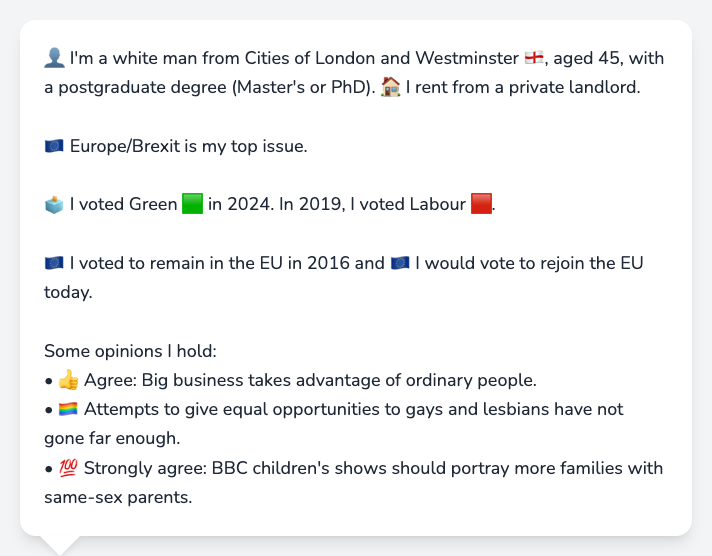 👤 I'm a white man from Cities of London and Westminster 🏴󠁧󠁢󠁥󠁮󠁧󠁿, aged 45, with
a postgraduate degree (Master's or PhD). 🏠 I rent from a private landlord.
🇪🇺 Europe/Brexit is my top issue.
🗳️ I voted Green 🟩 in 2024. In 2019, I voted Labour 🟥.
🇪🇺 I voted to remain in the EU in 2016 and 🇪🇺 I would vote to rejoin the EU
today.
Some opinions I hold:
• 👍 Agree: Big business takes advantage of ordinary people.
• 🏳️‍🌈 Attempts to give equal opportunities to gays and lesbians have not
gone far enough.
• 💯 Strongly agree: BBC children's shows should portray more families with
same-sex parents.